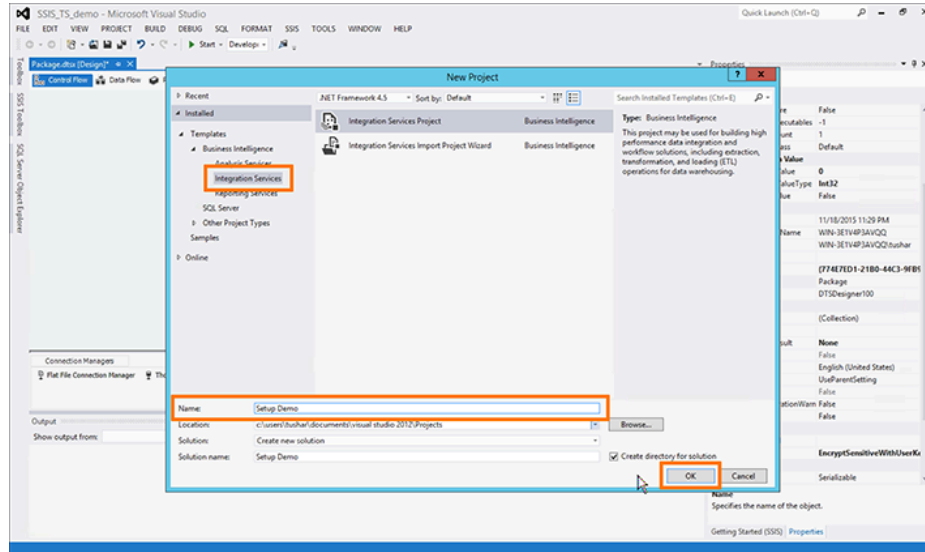 SSIS_TS_demo - Microsoft Visual Studio
Quick Launch (Ctrl+Q)
FILE EDIT VIEW PROJECT BUILD DEBUG SQL FORMAT SSIS TOOLS WINDOW HELP
Start - Develop
Toolbox
SSIS Toolbox
SQL Server Object Explorer
Package.dtsx [Design]*
Control Flow Data Flow
New Project
Properties
Recent
.NET Framework 4.5 Sort by: Default
Search Installed Templates (Ctrl+E)
Installed
Templates
Business Intelligence
Analysis Services
Integration Services
Reporting Services
SQL Server
Other Project Types
Samples
Online
Integration Services Project Business Intelligence
Integration Services Import Project Wizard Business Intelligence
Type: Business Intelligence
This project may be used for building high
performance data integration and
workflow solutions, including extraction,
transformation, and loading (ETL)
operations for data warehousing.
False
-1
1
Default
Value
0
Int32
False
11/18/2015 11:29 PM
Name WIN-3E1V4P3AVQQ
WIN-3E1V4P3AVQQ\tushar
{774E7ED1-21B0-44C3-9FB9
Package
DTSDesigner100
(Collection)
None
False
English (United States)
UseParentSetting
False
False
False
EncryptSensitiveWithUserKe
Serializable
Connection Managers
Flat File Connection Manager
Output
Show output from:
Name: Setup Demo
Location: c:\users\tushar\documents\visual studio 2012\Projects
Browse...
Solution: Create new solution
Solution name: Setup Demo
Create directory for solution
OK Cancel
Name
Specifies the name of the object.
Getting Started (SSIS) Properties